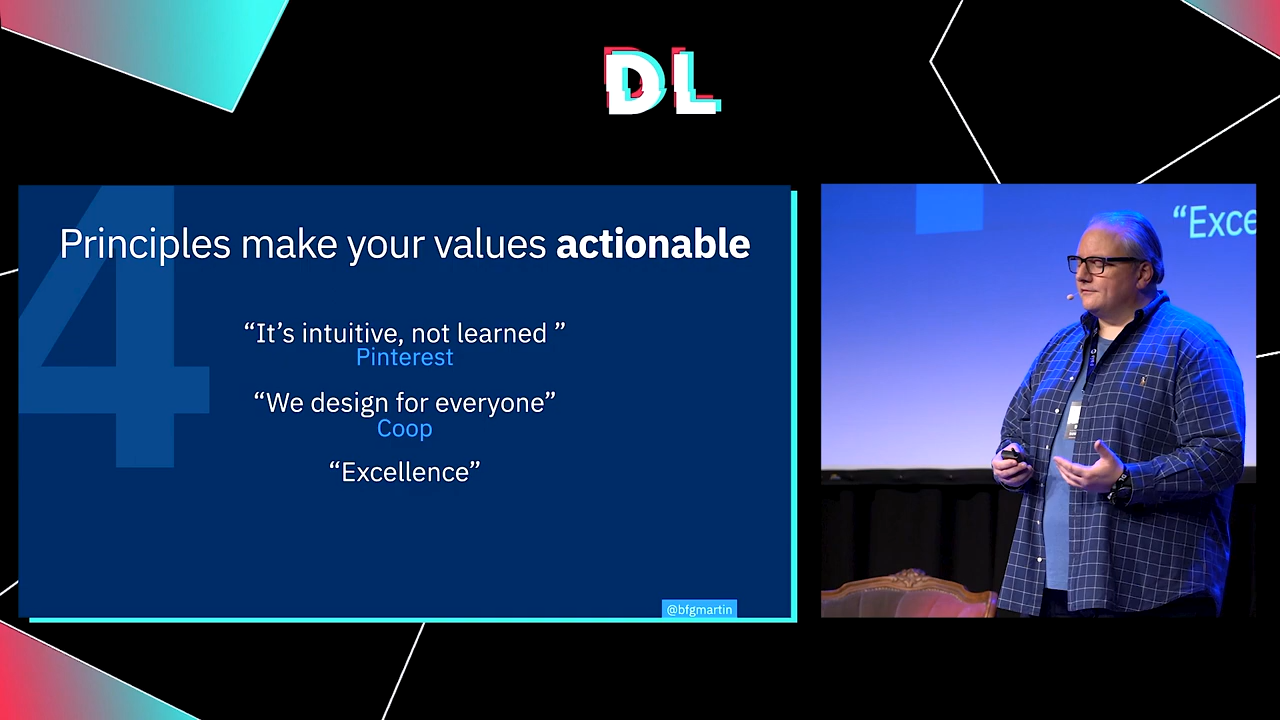 DL
4
Principles make your values actionable
“It’s intuitive, not learned ”
Pinterest
“We design for everyone”
Coop
“Excellence”
@bfgmartin
“Exce